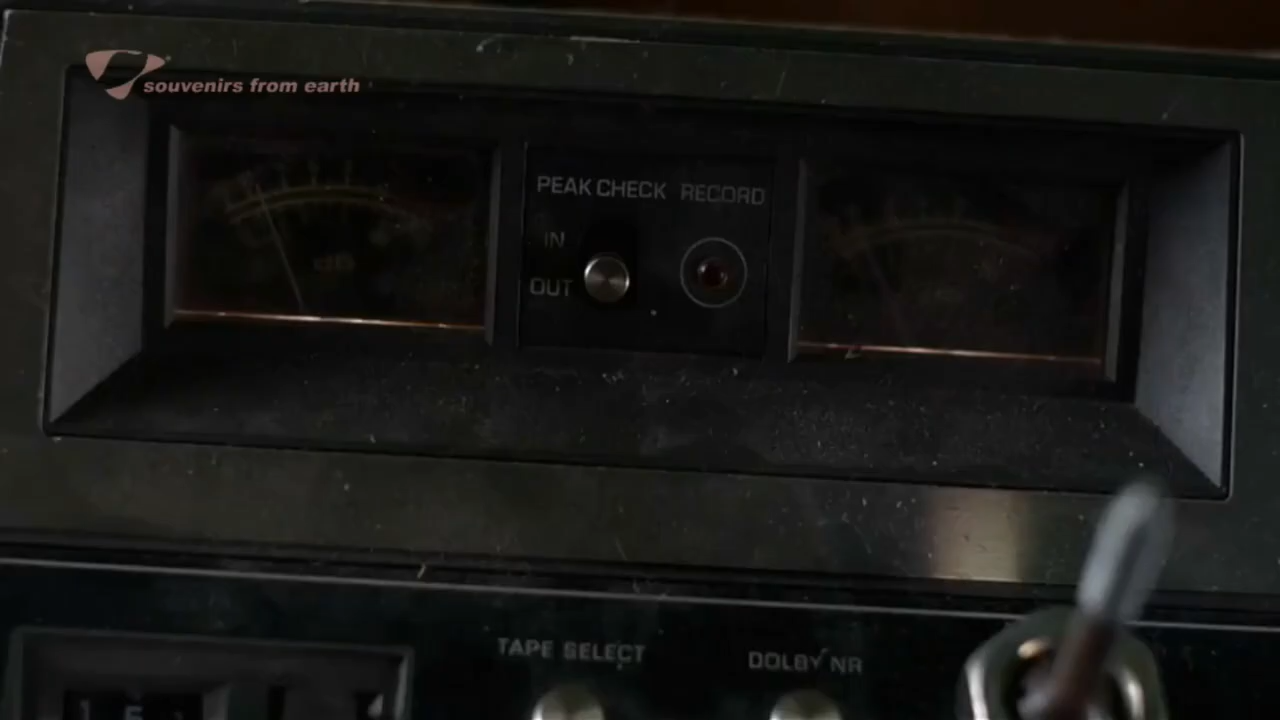 souvenirs from earth
PEAK CHECK RECORD
IN
OUT
TAPE SELECT
DOLBY NR